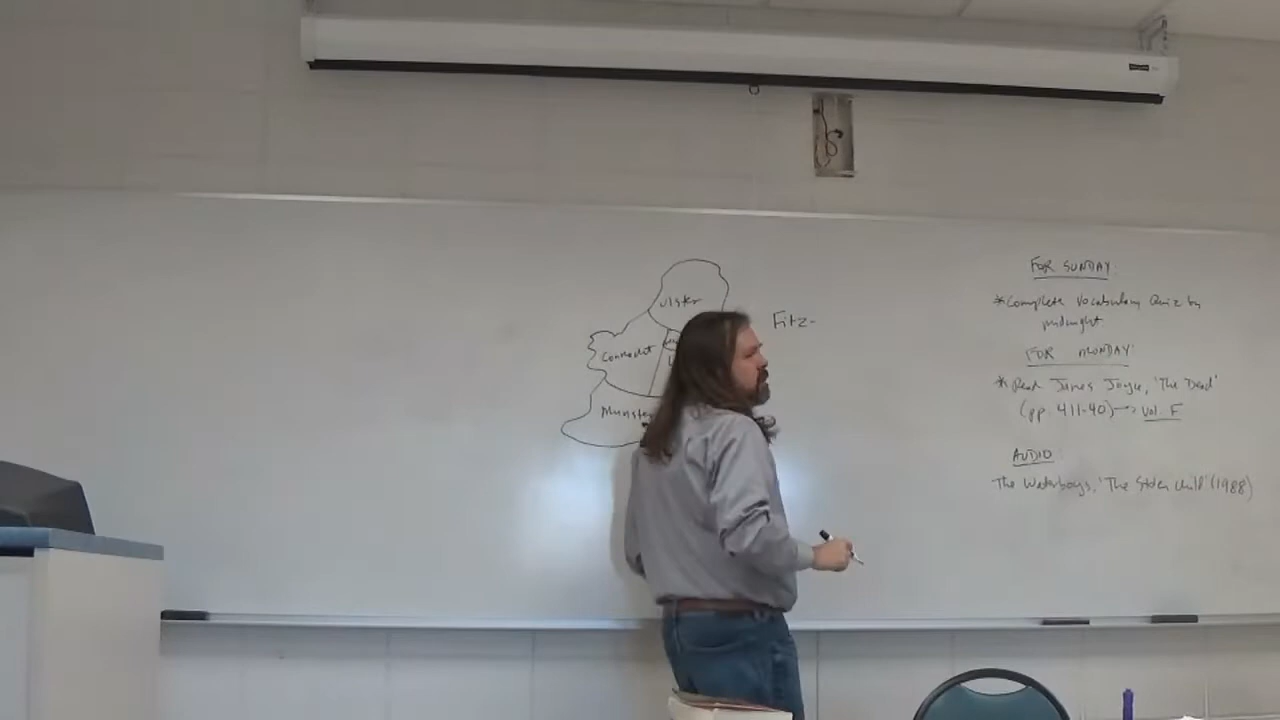 Ulster
Fitz-
Connacht
Munster
FOR SUNDAY:
*Complete Vocabulary Quiz by
midnight.
FOR MONDAY:
*Read James Joyce, 'The Dead'
(pp. 411-40)→ Vol. F
AUDIO:
The Waterboys, 'The Stolen Child' (1988)